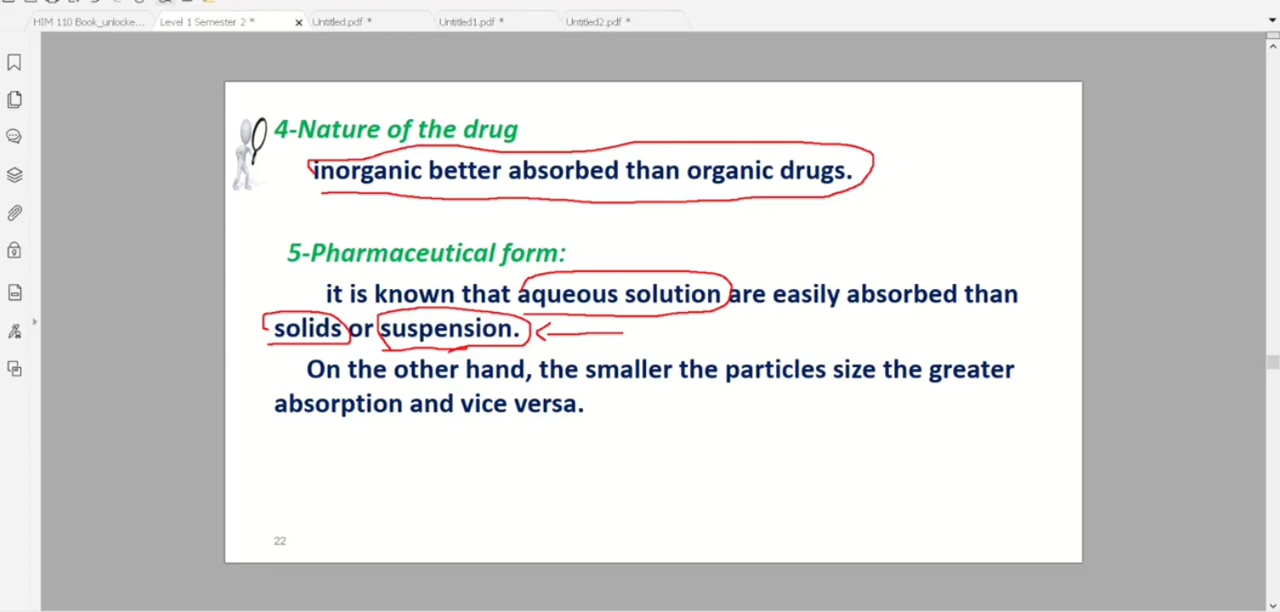 HIM 110 Book_unlocke... Level 1 Semester 2 * Untitled.pdf * Untitled1.pdf * Untitled2.pdf *
4-Nature of the drug
inorganic better absorbed than organic drugs.
5-Pharmaceutical form:
it is known that aqueous solution are easily absorbed than
solids or suspension.
On the other hand, the smaller the particles size the greater
absorption and vice versa.
22